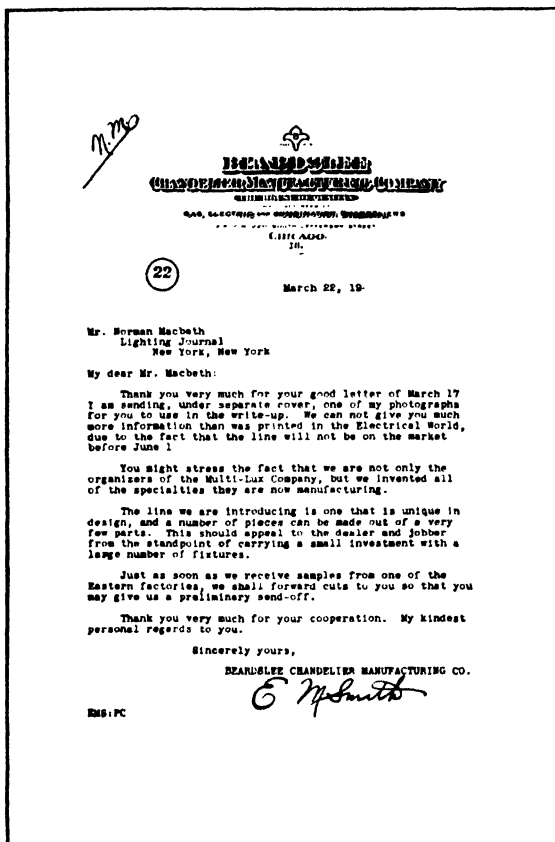 N.M.
BEARDSLEE
CHANDELIER MANUFACTURING COMPANY
GAS, ELECTRIC AND COMBINATION
CHICAGO.
22
March 22, 19-
Mr. Norman Macbeth
Lighting Journal
New York, New York
My dear Mr. Macbeth:
Thank you very much for your good letter of March 17
I am sending, under separate cover, one of my photographs
for you to use in the write-up. We can not give you much
more information than was printed in the Electrical World,
due to the fact that the line will not be on the market
before June 1
You might stress the fact that we are not only the
organizers of the Multi-Lux Company, but we invented all
of the specialties they are now manufacturing.
The line we are introducing is one that is unique in
design, and a number of pieces can be made out of a very
few parts. This should appeal to the dealer and jobber
from the standpoint of carrying a small investment with a
large number of fixtures.
Just as soon as we receive samples from one of the
Eastern factories, we shall forward cuts to you so that you
may give us a preliminary send-off.
Thank you very much for your cooperation. My kindest
personal regards to you.
Sincerely yours,
BEARDSLEE CHANDELIER MANUFACTURING CO.
E M Smith
EMS:PC